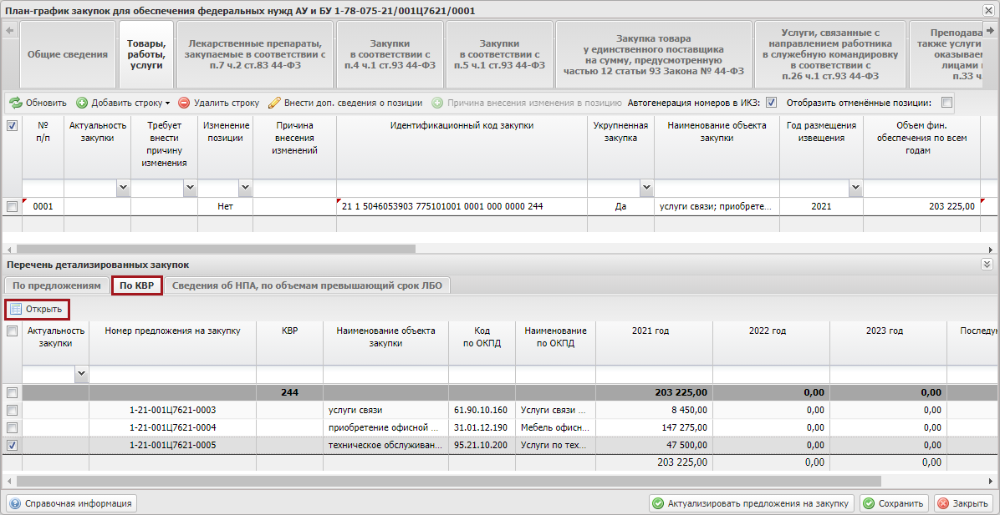 План-график закупок для обеспечения федеральных нужд АУ и БУ 1-78-075-21/001Ц7621/0001
Общие сведения
Товары, работы, услуги
Лекарственные препараты, закупаемые в соответствии с п.7 ч.2 ст.83 44-ФЗ
Закупки в соответствии с п.4 ч.1 ст.93 44-ФЗ
Закупки в соответствии с п.5 ч.1 ст.93 44-ФЗ
Закупка товара у единственного поставщика на сумму, предусмотренную частью 12 статьи 93 Закона № 44-ФЗ
Услуги, связанные с направлением работника в служебную командировку в соответствии с п.26 ч.1 ст.93 44-ФЗ
Преподава
также услуги
оказываем
лицами
п.33 ч.
Обновить Добавить строку Удалить строку Внести доп. сведения о позиции Причина внесения изменения в позицию Автогенерация номеров в ИКЗ: Отобразить отменённые позиции:
№ п/п
Актуальность закупки
Требует внести причину изменения
Изменение позиции
Причина внесения изменений
Идентификационный код закупки
Укрупненная закупка
Наименование объекта закупки
Год размещения извещения
Объем фин. обеспечения по всем годам
0001 Нет 21 1 5046053903 775101001 0001 000 0000 244 Да услуги связи; приобрете... 2021 203 225,00
Перечень детализированных закупок
По предложениям По КВР Сведения об НПА, по объемам превышающий срок ЛБО
Открыть
Актуальность закупки
Номер предложения на закупку
КВР
Наименование объекта закупки
Код по ОКПД
Наименование по ОКПД
2021 год
2022 год
2023 год
Последую
244 203 225,00 0,00 0,00
1-21-001Ц7621-0003 услуги связи 61.90.10.160 Услуги связи ... 8 450,00 0,00 0,00
1-21-001Ц7621-0004 приобретение офисной ... 31.01.12.190 Мебель офисн... 147 275,00 0,00 0,00
1-21-001Ц7621-0005 техническое обслуживан... 95.21.10.200 Услуги по тех... 47 500,00 0,00 0,00
203 225,00 0,00 0,00
Справочная информация Актуализировать предложения на закупку Сохранить Закрыть